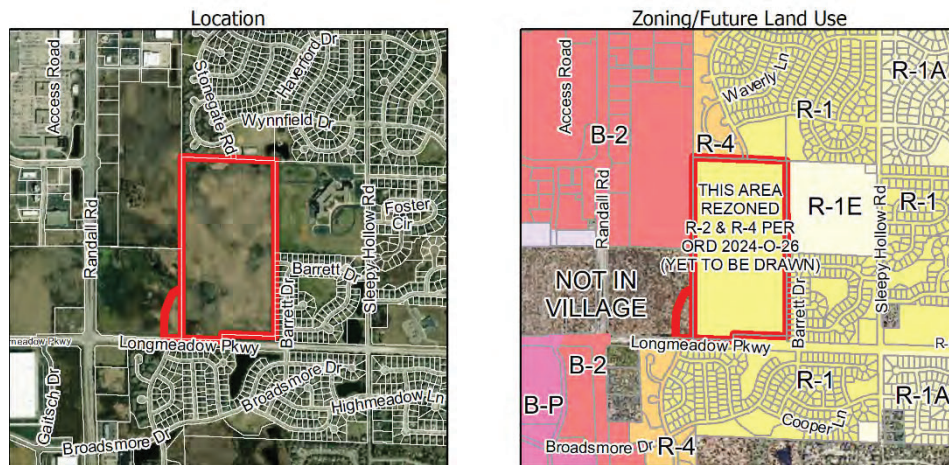 Location
Access Road
Stonegate Rd
Haverford Dr
Wynnfield Dr
Randall Rd
Foster
Cir
Sleepy Hollow Rd
Barrett Dr
Barrett Dr
meadow Pkwy
Longmeadow Pkwy
Gaitsch Dr
Broadsmore Dr
Broadsmore Dr
Highmeadow Ln
Zoning/Future Land Use
Access Road
Waverly Ln
R-1A
R-1
B-2
R-4
THIS AREA
REZONED
R-2 & R-4 PER
ORD 2024-O-26
(YET TO BE DRAWN)
R-1E
R-1
Randall Rd
Sleepy Hollow Rd
NOT IN
VILLAGE
Barrett Dr
Longmeadow Pkwy
R-
B-2
R-1
B-P
R-1A
Cooper Ln
Broadsmore Dr
R-4